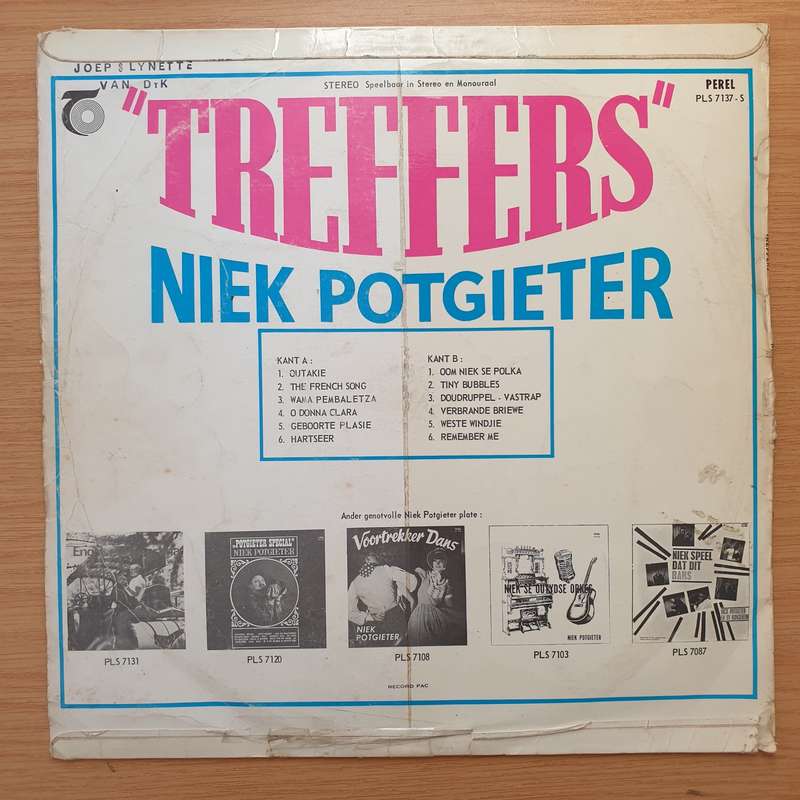 JOEP & LYNETTE
VAN DYK
STEREO Speelbaar in Stereo en Monouraal
PEREL
PLS 7137-S
"TREFFERS"
NIEK POTGIETER
KANT A :
1. OUTAKIE
2. THE FRENCH SONG
3. WANA PEMBALETZA
4. O DONNA CLARA
5. GEBOORTE PLASIE
6. HARTSEER
KANT B :
1. OOM NIEK SE POLKA
2. TINY BUBBLES
3. DOUDRUPPEL - VASTRAP
4. VERBRANDE BRIEWE
5. WESTE WINDJIE
6. REMEMBER ME
Ander genotvolle Niek Potgieter plate :
„POTGIETER SPECIAL"
NIEK POTGIETER
Voortrekker Dans
NIEK
POTGIETER
NIEK SE OUTYDSE ORKES
NIEK POTGIETER
NIEK SPEEL
DAT DIT
BARS
NIEK POTGIETER
PLS 7131
PLS 7120
PLS 7108
PLS 7103
PLS 7087
RECORD PAC